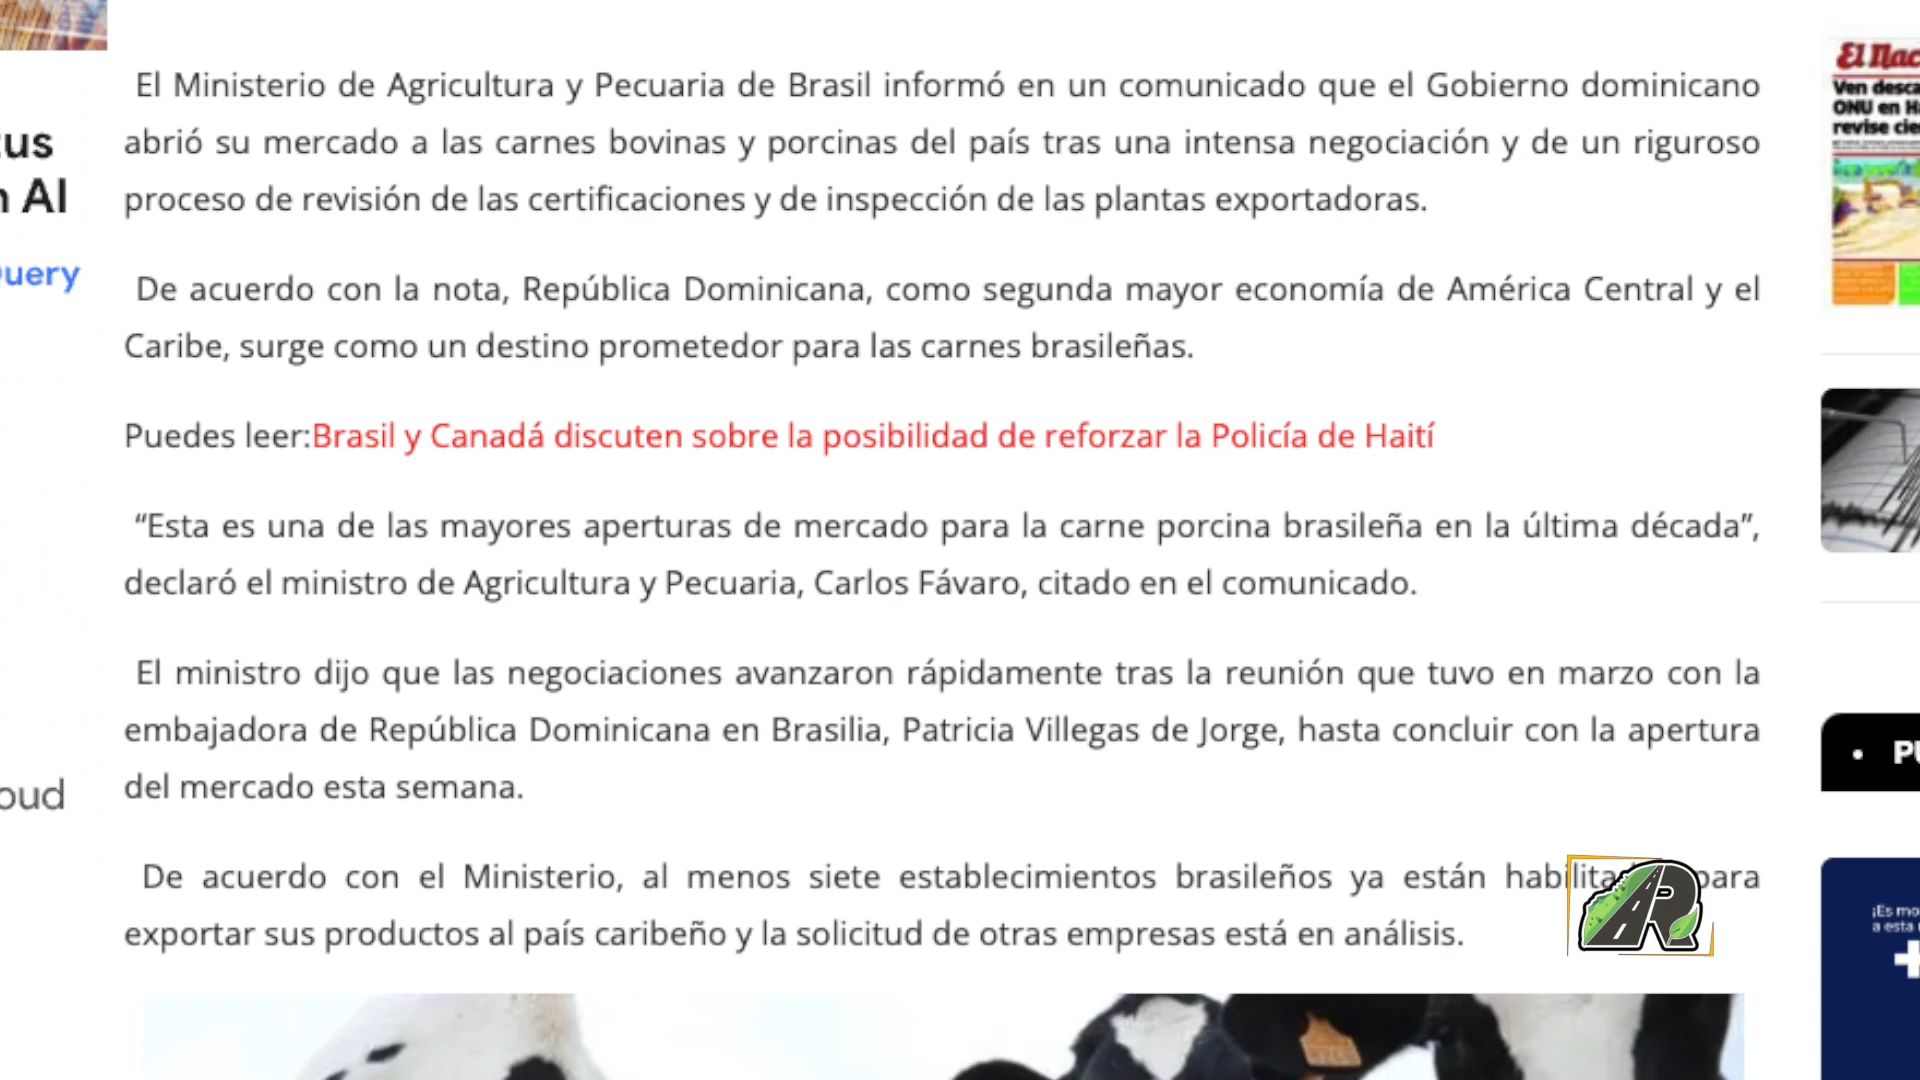 El Ministerio de Agricultura y Pecuaria de Brasil informó en un comunicado que el Gobierno dominicano
abrió su mercado a las carnes bovinas y porcinas del país tras una intensa negociación y de un riguroso
proceso de revisión de las certificaciones y de inspección de las plantas exportadoras.
De acuerdo con la nota, República Dominicana, como segunda mayor economía de América Central y el
Caribe, surge como un destino prometedor para las carnes brasileñas.
Puedes leer:Brasil y Canadá discuten sobre la posibilidad de reforzar la Policía de Haití
“Esta es una de las mayores aperturas de mercado para la carne porcina brasileña en la última década”,
declaró el ministro de Agricultura y Pecuaria, Carlos Fávaro, citado en el comunicado.
El ministro dijo que las negociaciones avanzaron rápidamente tras la reunión que tuvo en marzo con la
embajadora de República Dominicana en Brasilia, Patricia Villegas de Jorge, hasta concluir con la apertura
del mercado esta semana.
De acuerdo con el Ministerio, al menos siete establecimientos brasileños ya están habilita para
exportar sus productos al país caribeño y la solicitud de otras empresas está en análisis.
tus
n AI
Query
oud
El Nac
Ven desca
ONU en H
revise cie
• PU
¡Es mo
a esta
R